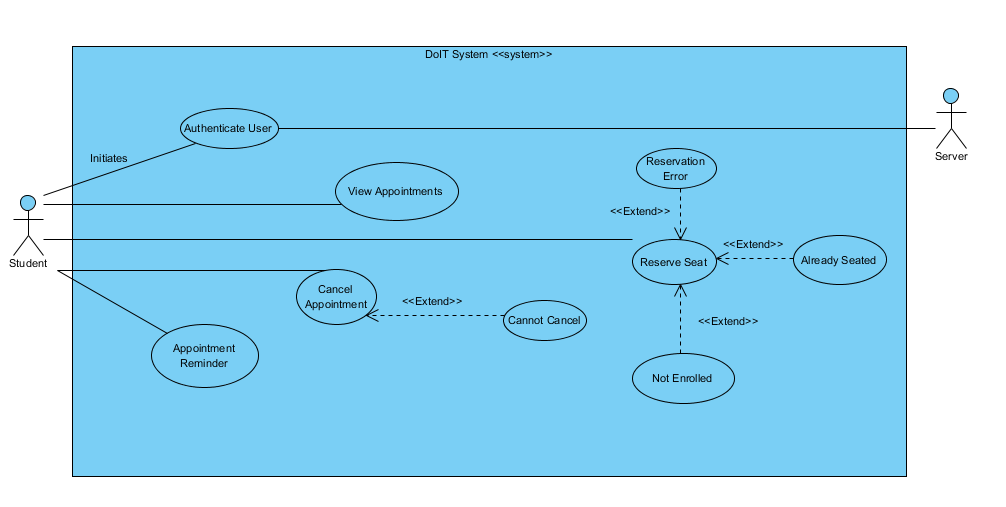 DoIT System <<system>>
Authenticate User
Server
Initiates
Reservation
Error
View Appointments
<<Extend>>
Student
<<Extend>>
Reserve Seat
Already Seated
Cancel
Appointment
<<Extend>>
Cannot Cancel
<<Extend>>
Appointment
Reminder
Not Enrolled